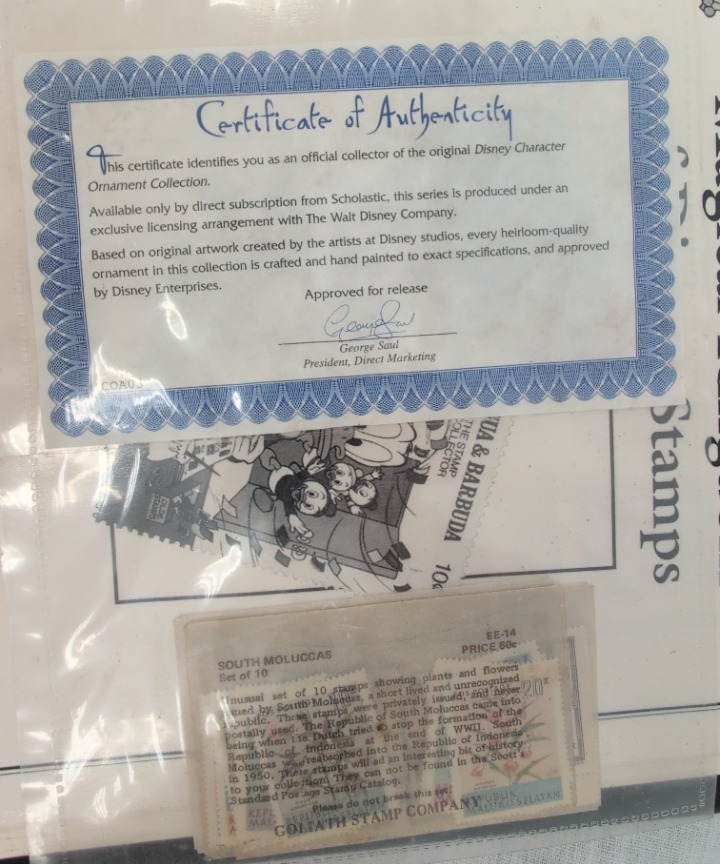 Certificate of Authenticity
This certificate identifies you as an official collector of the original Disney Character
Ornament Collection.
Available only by direct subscription from Scholastic, this series is produced under an
exclusive licensing arrangement with The Walt Disney Company.
Based on original artwork created by the artists at Disney studios, every heirloom-quality
ornament in this collection is crafted and hand painted to exact specifications, and approved
by Disney Enterprises.
Approved for release
George Saul
George Saul
President, Direct Marketing
Stamps
THE STAMP
COLLECTOR
UA & BARBUDA
10¢
SOUTH MOLUCCAS
Set of 10
EE-14
PRICE 60c
Unusual set of 10 stamps showing plants and flowers
issued by South Moluccas, a short lived and unrecognized
republic. These stamps were privately issued, and never
postally used. The Republic of South Moluccas came into
being when the Dutch tried to stop the formation of the
Republic of Indonesia at the end of WWII. South
Moluccas was reabsorbed into the Republic of Indonesia
in 1950. These stamps will ad an interesting bit of history
to your collection. They can not be found in the Scott's
Standard Postage Stamp Catalog.
Please do not break this set
GOLIATH STAMP COMPANY